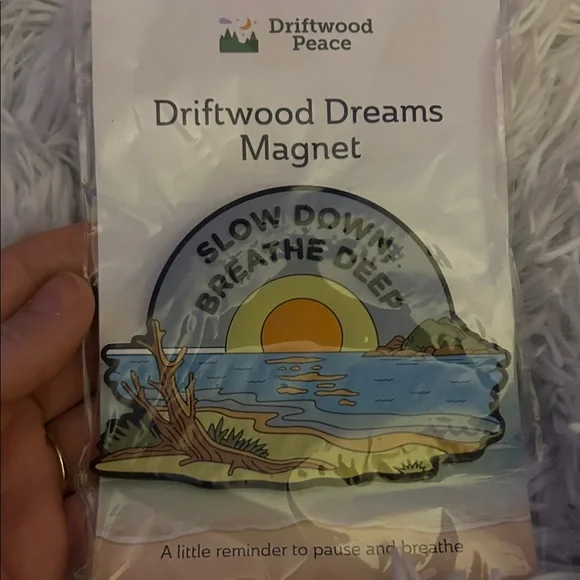 Driftwood
Peace
Driftwood Dreams
Magnet
SLOW DOWN,
BREATHE DEEP
A little reminder to pause and breathe